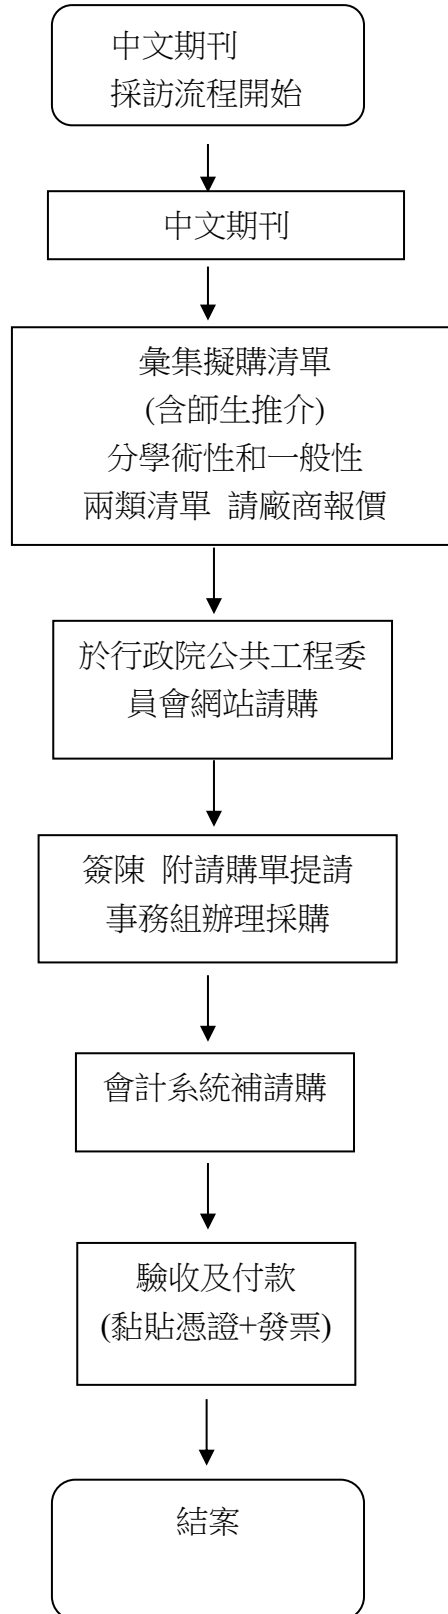 中文期刊
採訪流程開始
中文期刊
彙集擬購清單
(含師生推介)
分學術性和一般性
兩類清單 請廠商報價
於行政院公共工程委
員會網站請購
簽陳 附請購單提請
事務組辦理採購
會計系統補請購
驗收及付款
(黏貼憑證+發票)
結案